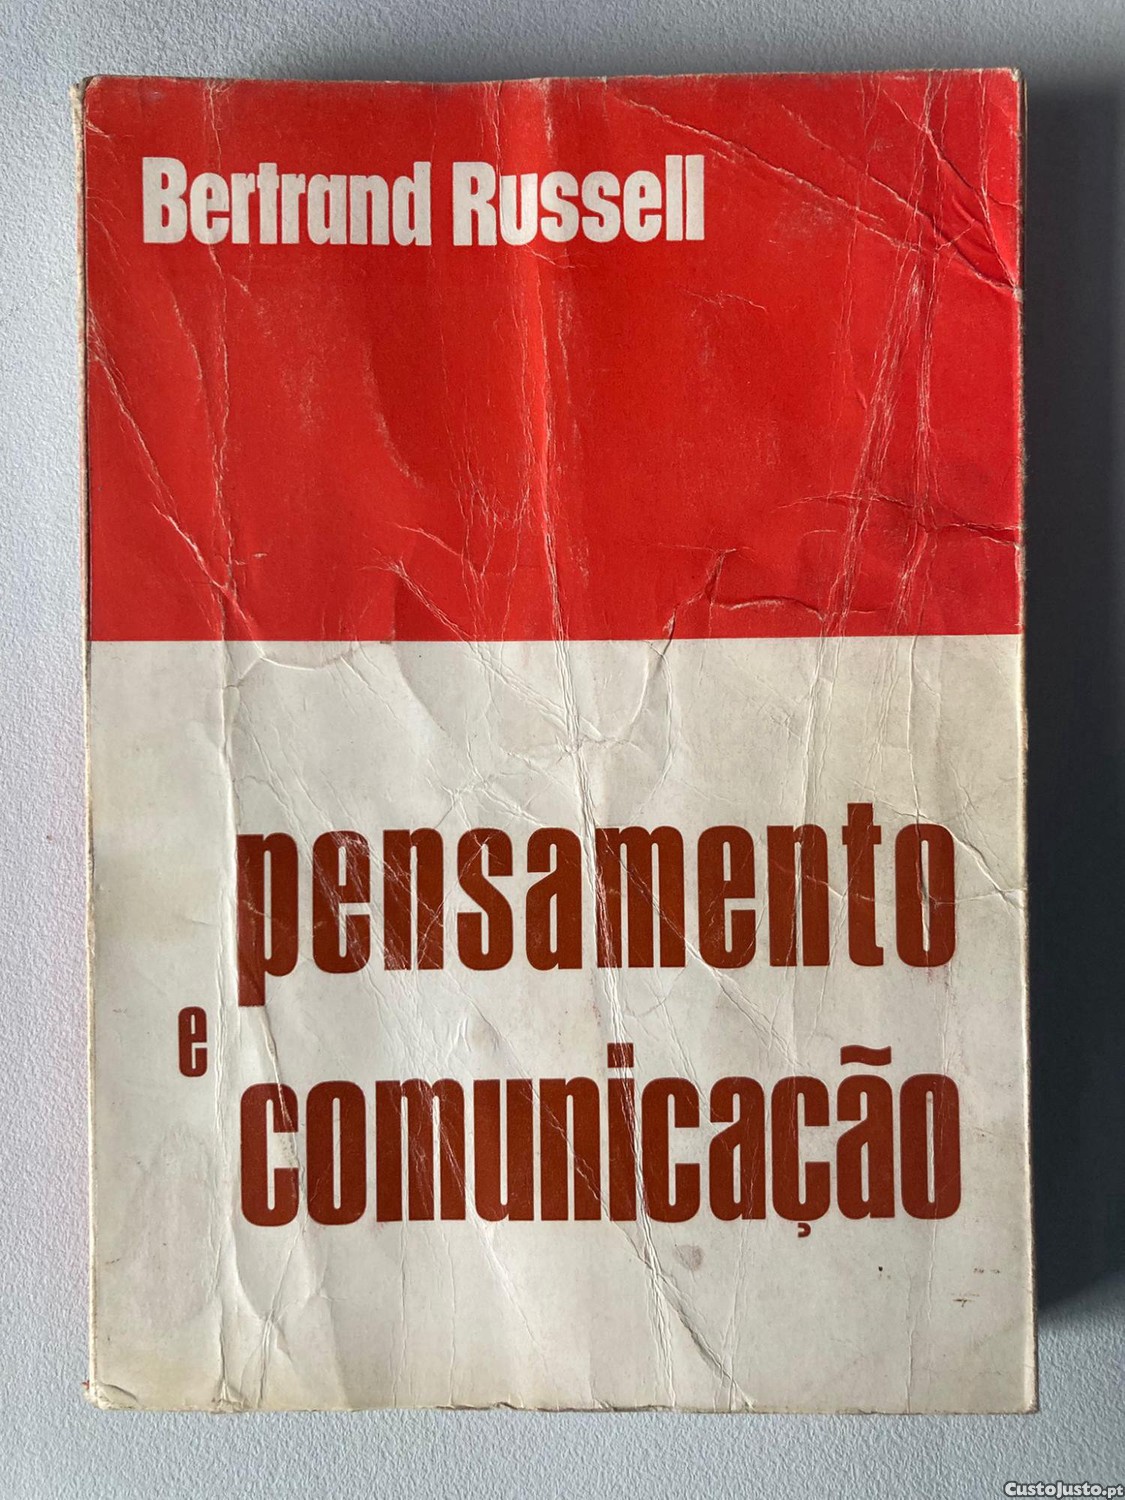 Bertrand Russell
pensamento
e
comunicação
CustoJusto.pt